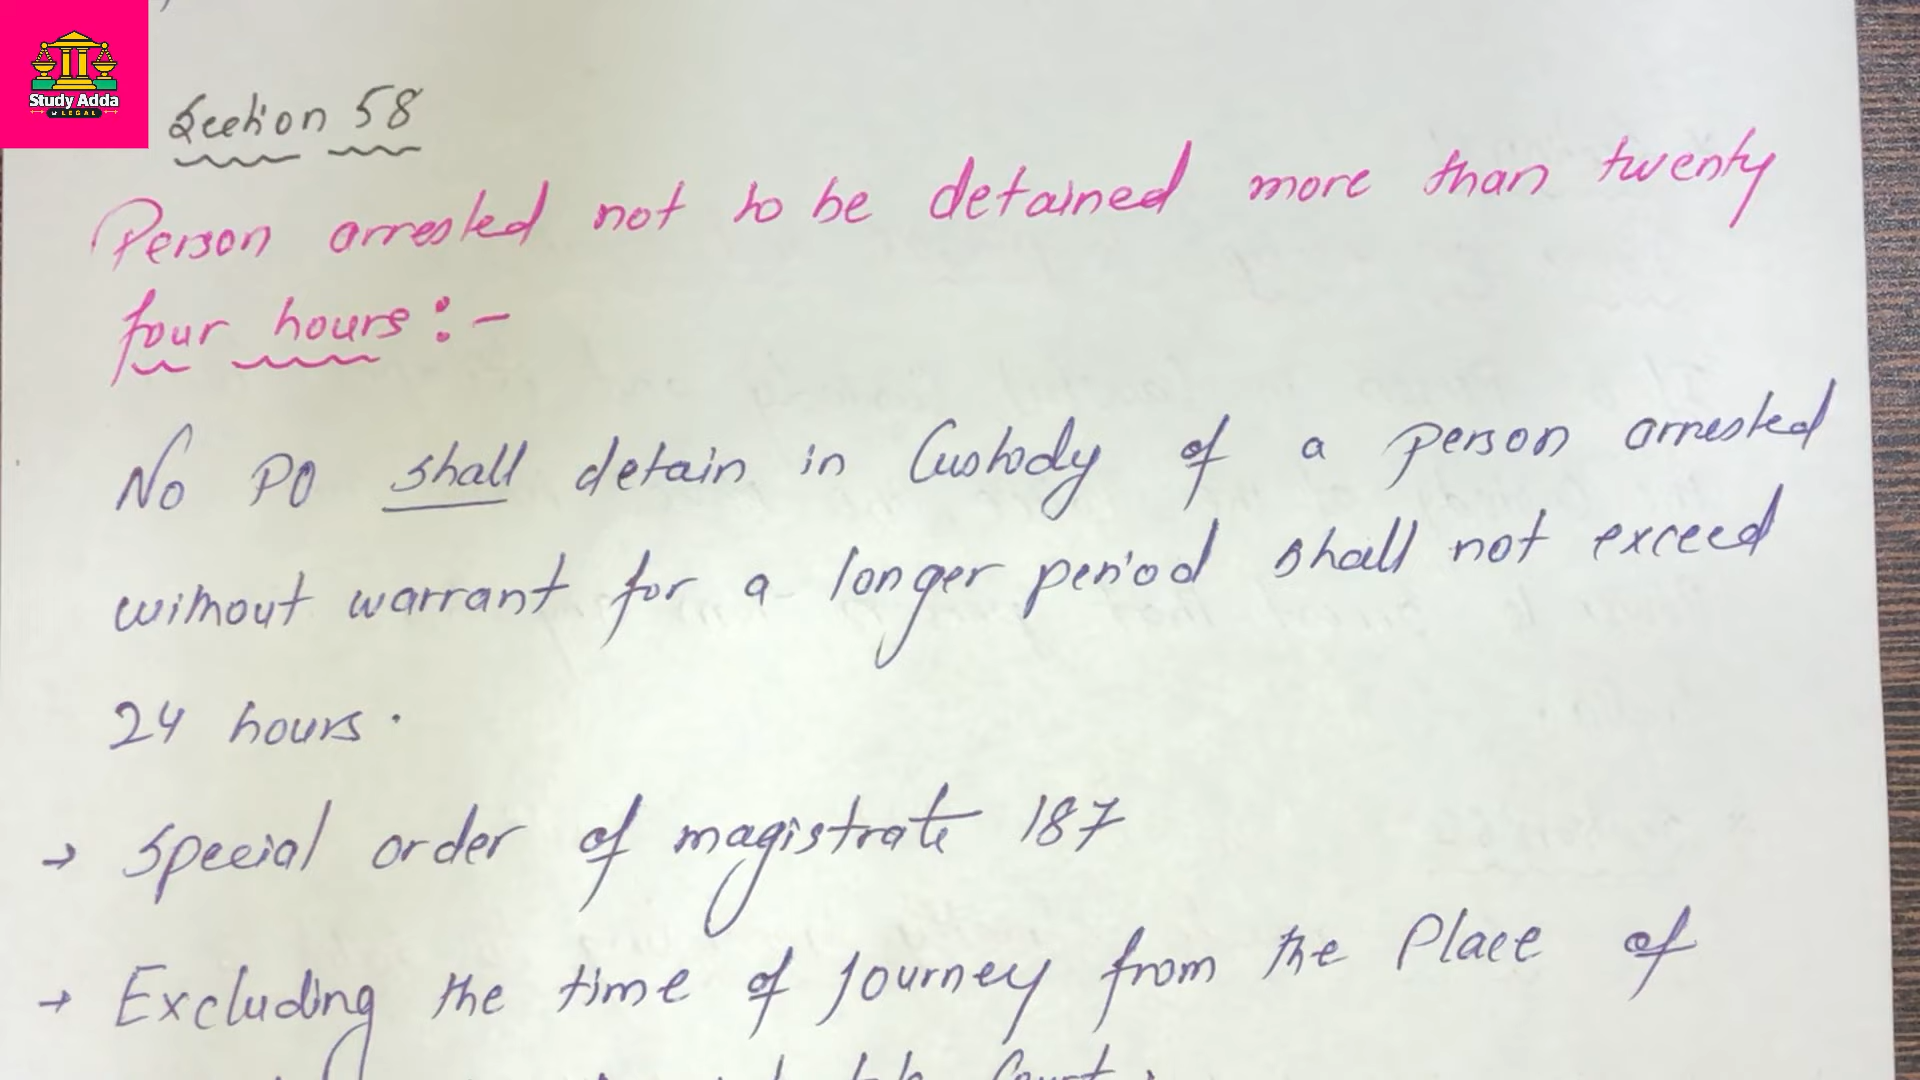 Study Adda
LEGAL
Section 58
Person arrested not to be detained more than twenty
four hours :-
No PO shall detain in Custody of a person arrested
without warrant for a longer period shall not exceed
24 hours.
→ Special order of magistrate 187
→ Excluding the time of Journey from the Place of
Court.